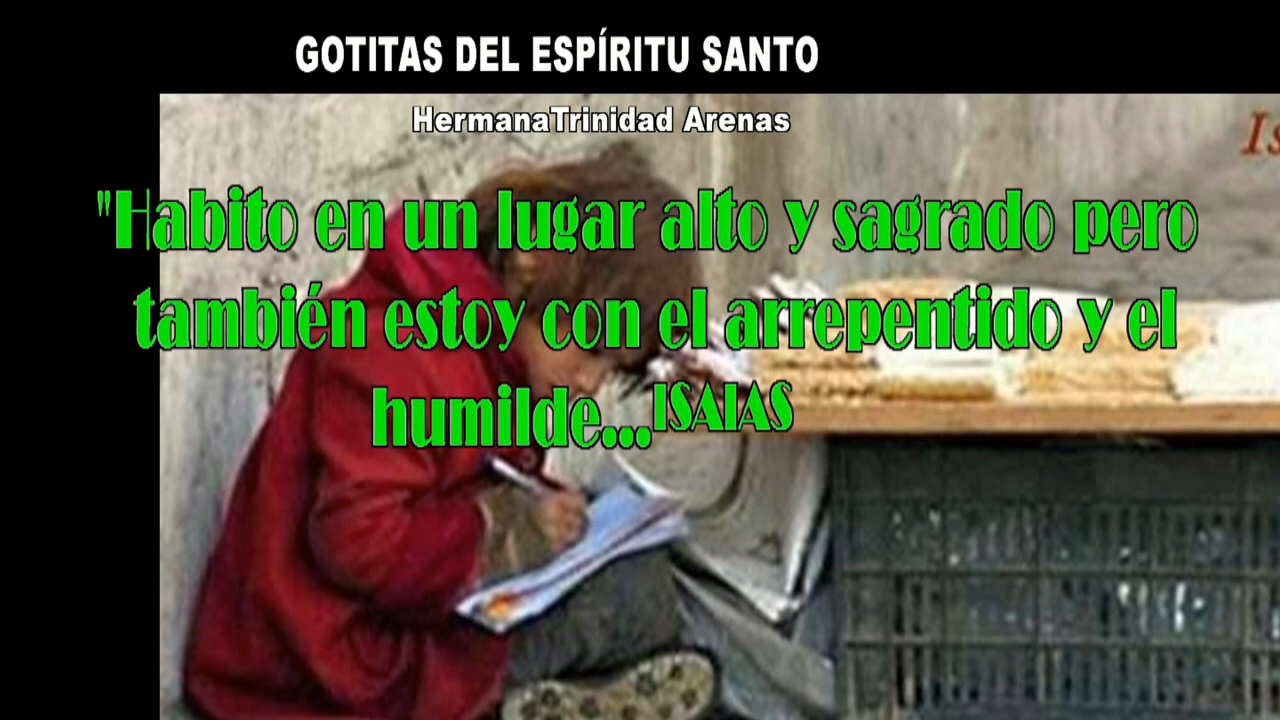 GOTITAS DEL ESPÍRITU SANTO
HermanaTrinidad Arenas
"Habito en un lugar alto y sagrado pero
también estoy con el arrepentido y el
humilde...ISAIAS